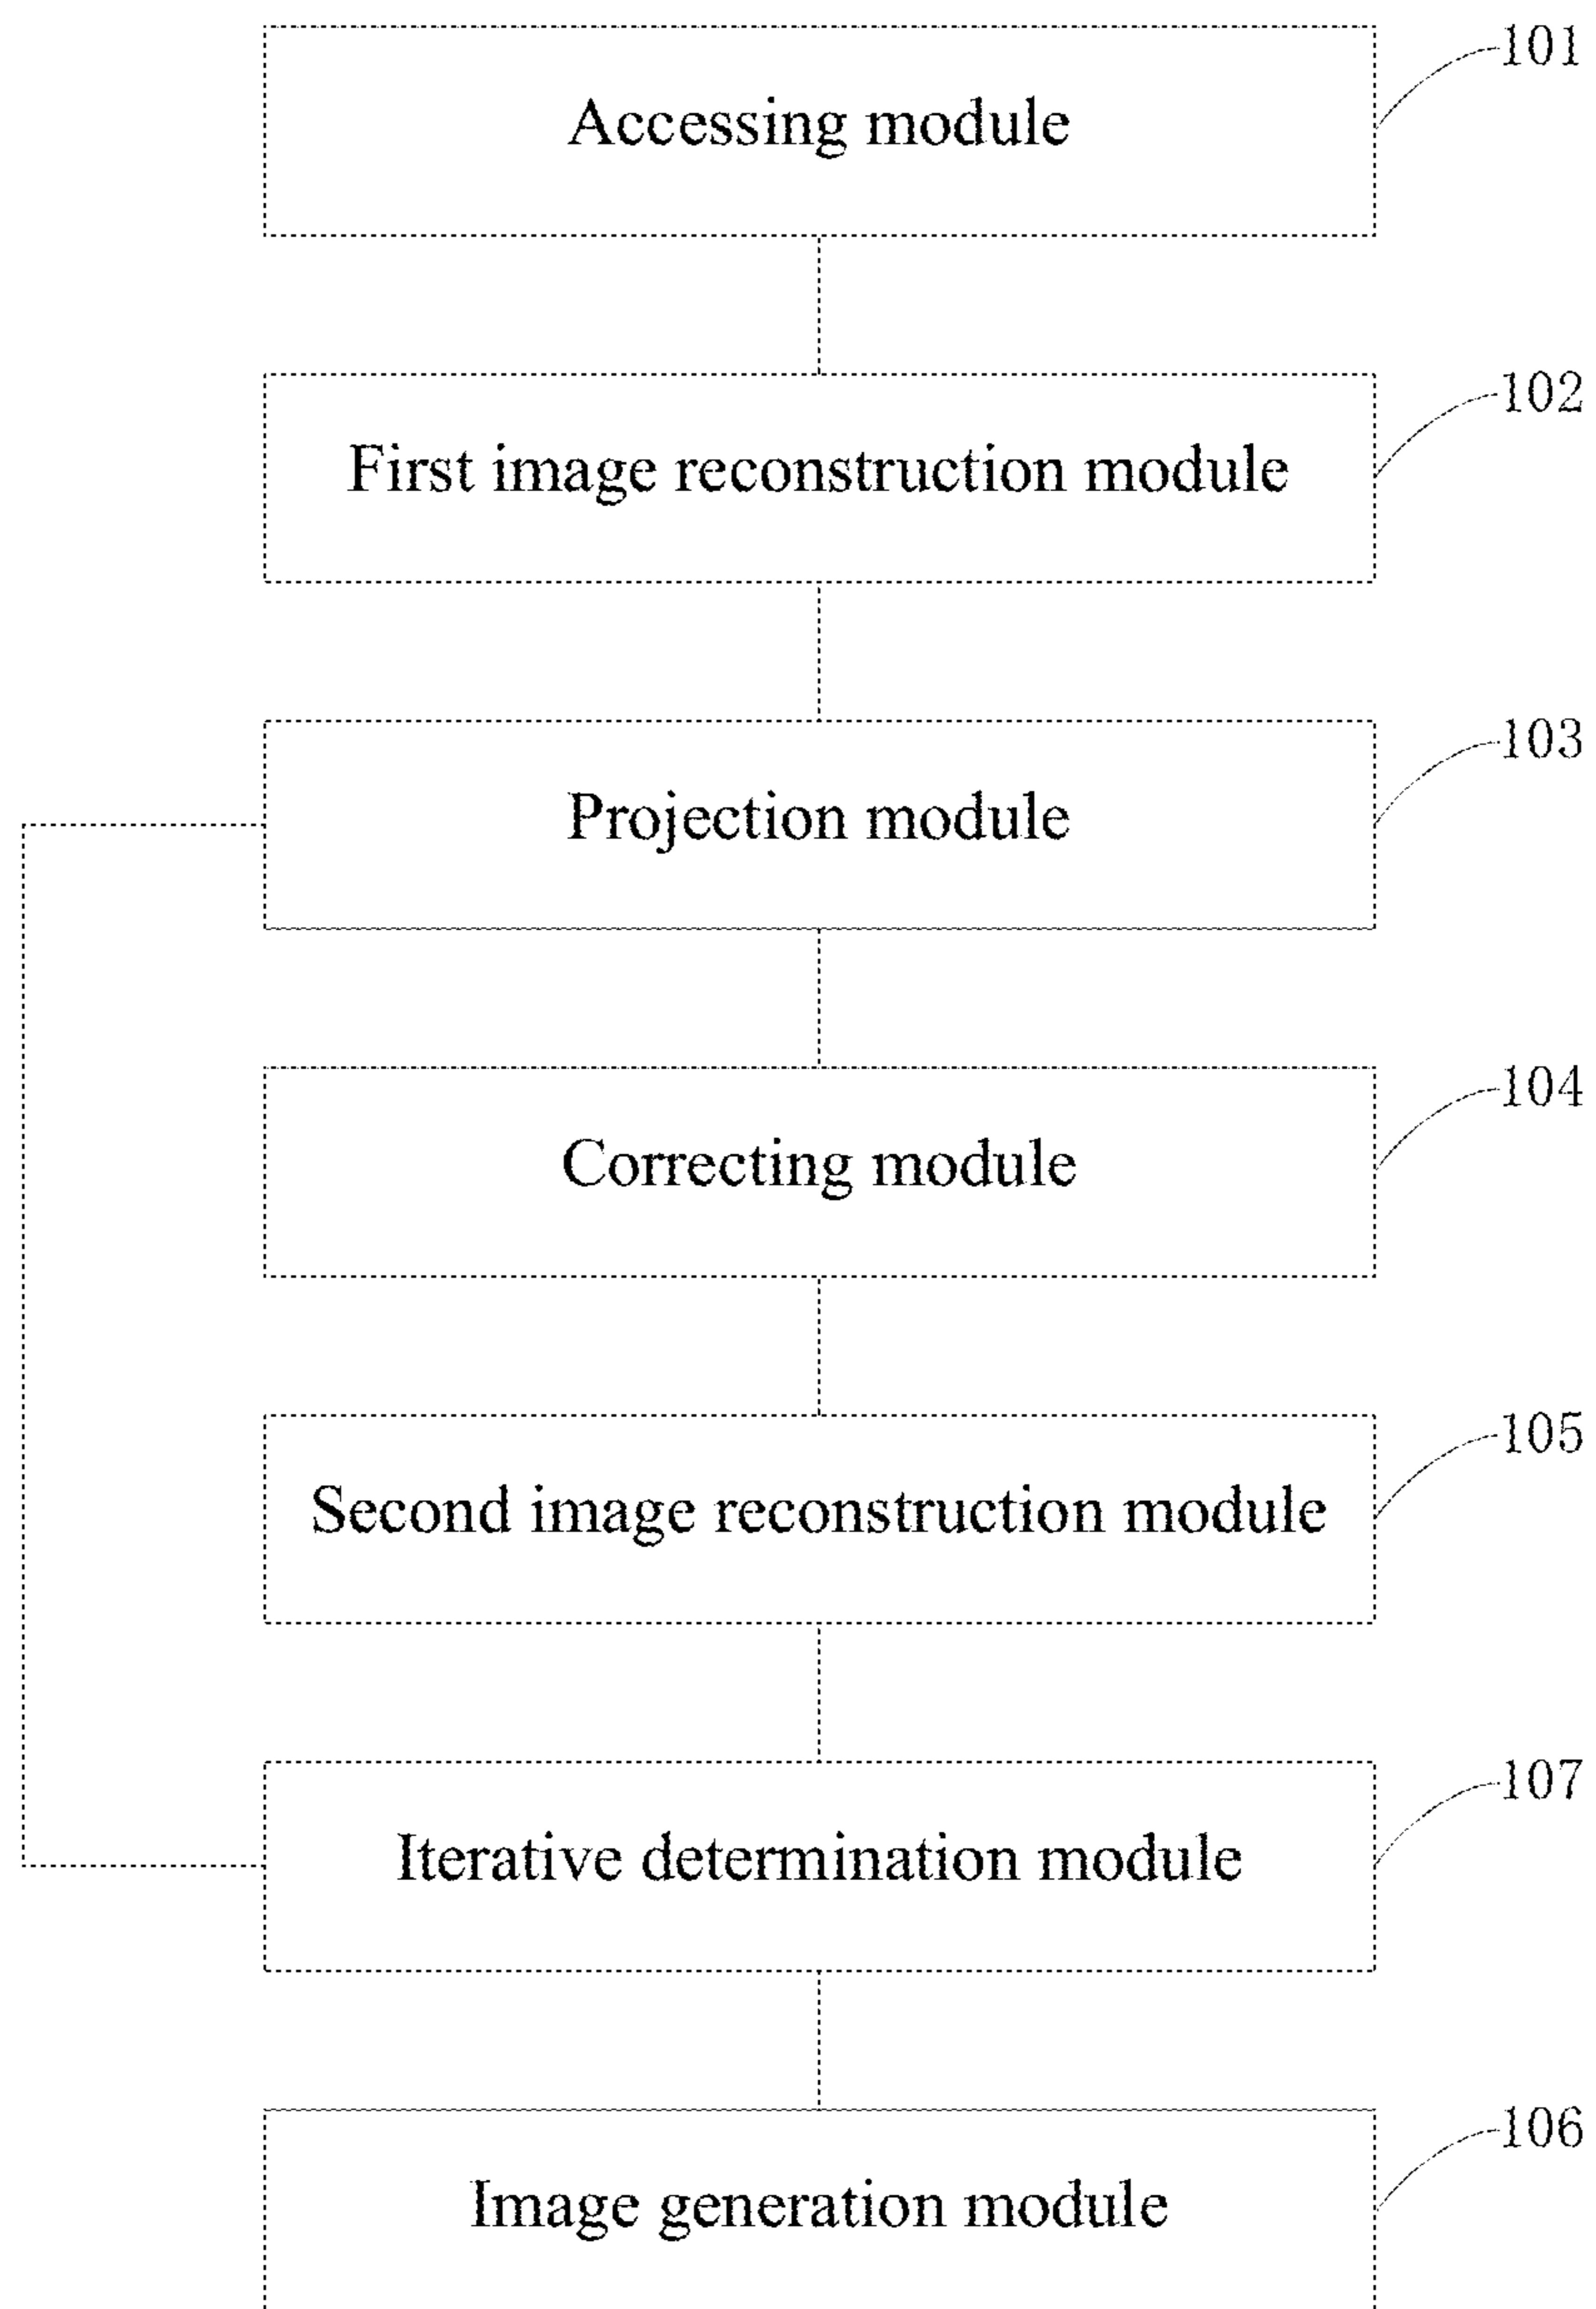 101
Accessing module
102
First image reconstruction module
103
Projection module
104
Correcting module
105
Second image reconstruction module
107
Iterative determination module
106
Image generation module